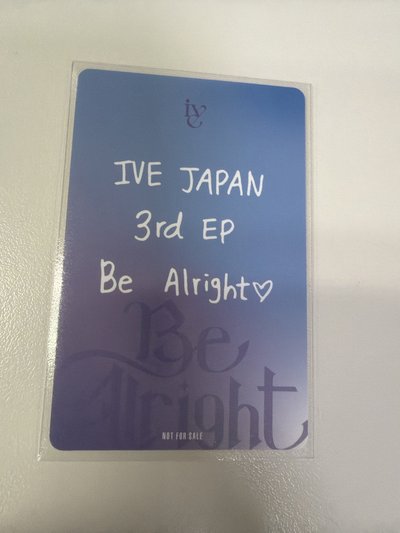 IVE
IVE JAPAN
3rd EP
Be Alright♡
Be
Alright
NOT FOR SALE